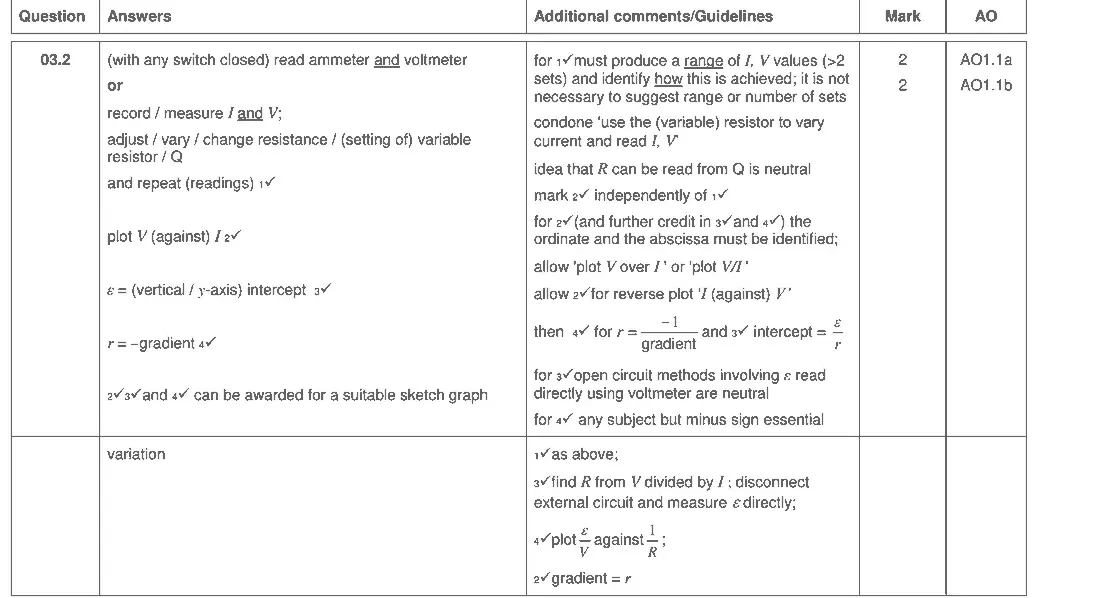 Question Answers Additional comments/Guidelines Mark AO
03.2 (with any switch closed) read ammeter and voltmeter
or
record / measure I and V;
adjust / vary / change resistance / (setting of) variable
resistor / Q
and repeat (readings) 1✓
plot V (against) I 2✓
ε = (vertical / y-axis) intercept 3✓
r = −gradient 4✓
2✓3✓and 4✓ can be awarded for a suitable sketch graph
for 1✓must produce a range of I, V values (>2
sets) and identify how this is achieved; it is not
necessary to suggest range or number of sets
condone 'use the (variable) resistor to vary
current and read I, V'
idea that R can be read from Q is neutral
mark 2✓ independently of 1✓
for 2✓(and further credit in 3✓and 4✓) the
ordinate and the abscissa must be identified;
allow 'plot V over I ' or 'plot V/I '
allow 2✓for reverse plot 'I (against) V '
then 4✓ for r = −1/gradient and 3✓ intercept = ε/r
for 3✓open circuit methods involving ε read
directly using voltmeter are neutral
for 4✓ any subject but minus sign essential
2
2
AO1.1a
AO1.1b
variation
1✓as above;
3✓find R from V divided by I ; disconnect
external circuit and measure ε directly;
4✓plot ε/V against 1/R ;
2✓gradient = r